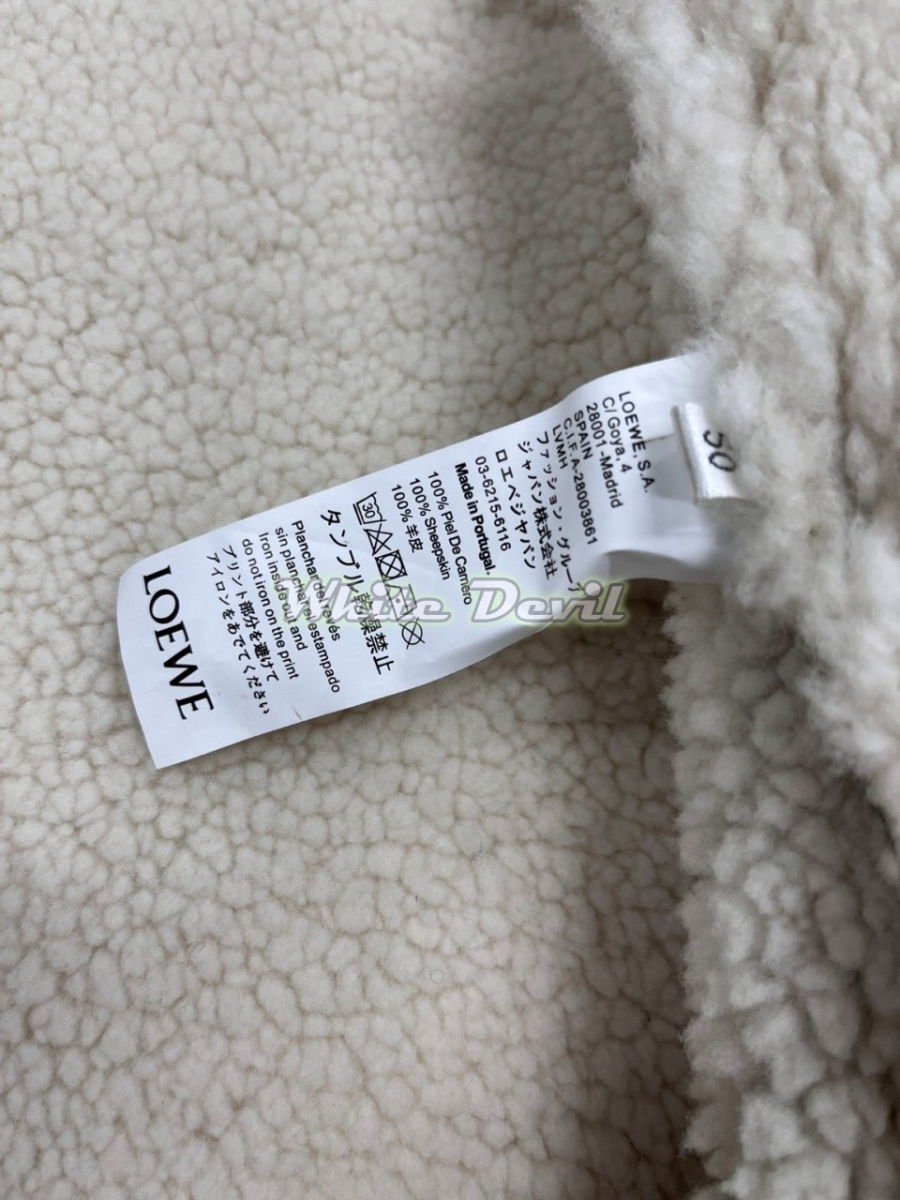 LOEWE, S.A.
C/ Goya, 4
28001-Madrid
SPAIN
C.I.F. A-28003861
LVMH
ファッション・グループ
ジャパン株式会社
ロエベジャパン
03-6215-6116
Made in Portugal.
100% Piel De Carnero
100% Sheepskin
100% 羊皮
30
タンブル乾燥禁止
Planchar del revés
sin planchar el estampado
Iron inside out and
do not iron on the print
プリント部分を避けて
アイロンをあててください
LOEWE
50
White Devil